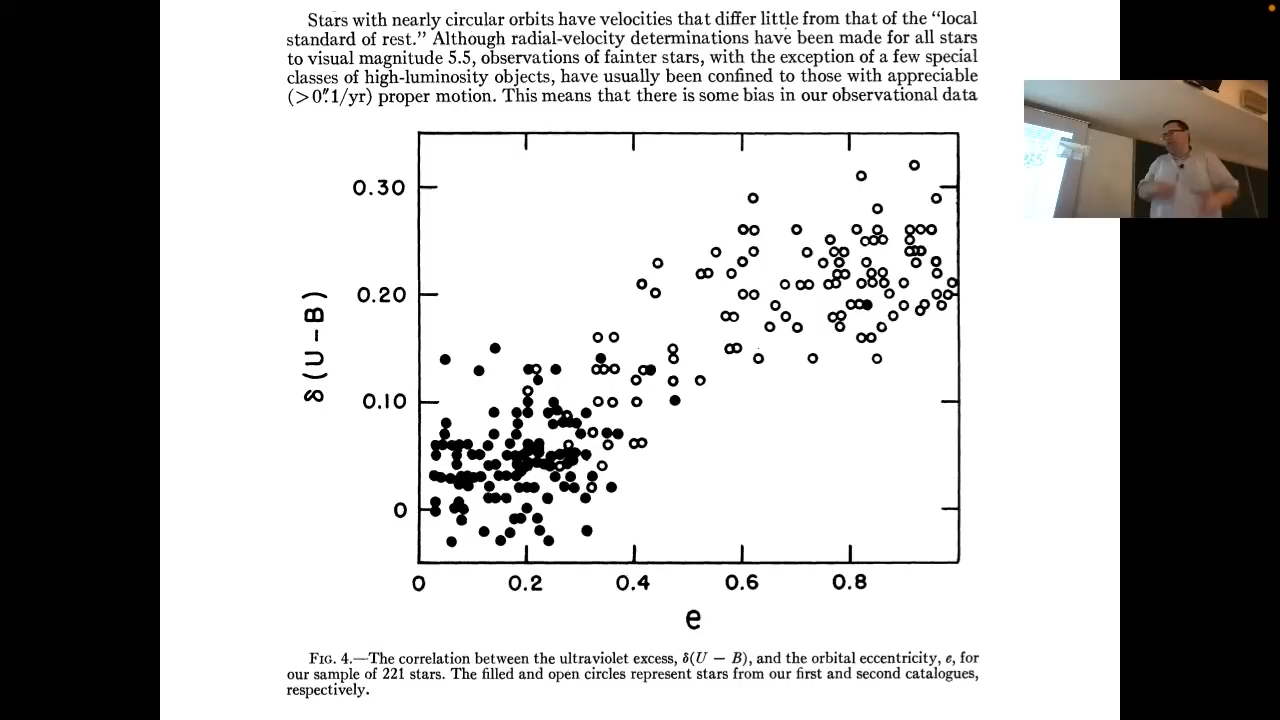 Stars with nearly circular orbits have velocities that differ little from that of the “local
standard of rest.” Although radial-velocity determinations have been made for all stars
to visual magnitude 5.5, observations of fainter stars, with the exception of a few special
classes of high-luminosity objects, have usually been confined to those with appreciable
(>0″.1/yr) proper motion. This means that there is some bias in our observational data
0.30
0.20
0.10
0
δ (U – B)
0
0.2
0.4
0.6
0.8
e
FIG. 4.—The correlation between the ultraviolet excess, δ(U − B), and the orbital eccentricity, e, for
our sample of 221 stars. The filled and open circles represent stars from our first and second catalogues,
respectively.